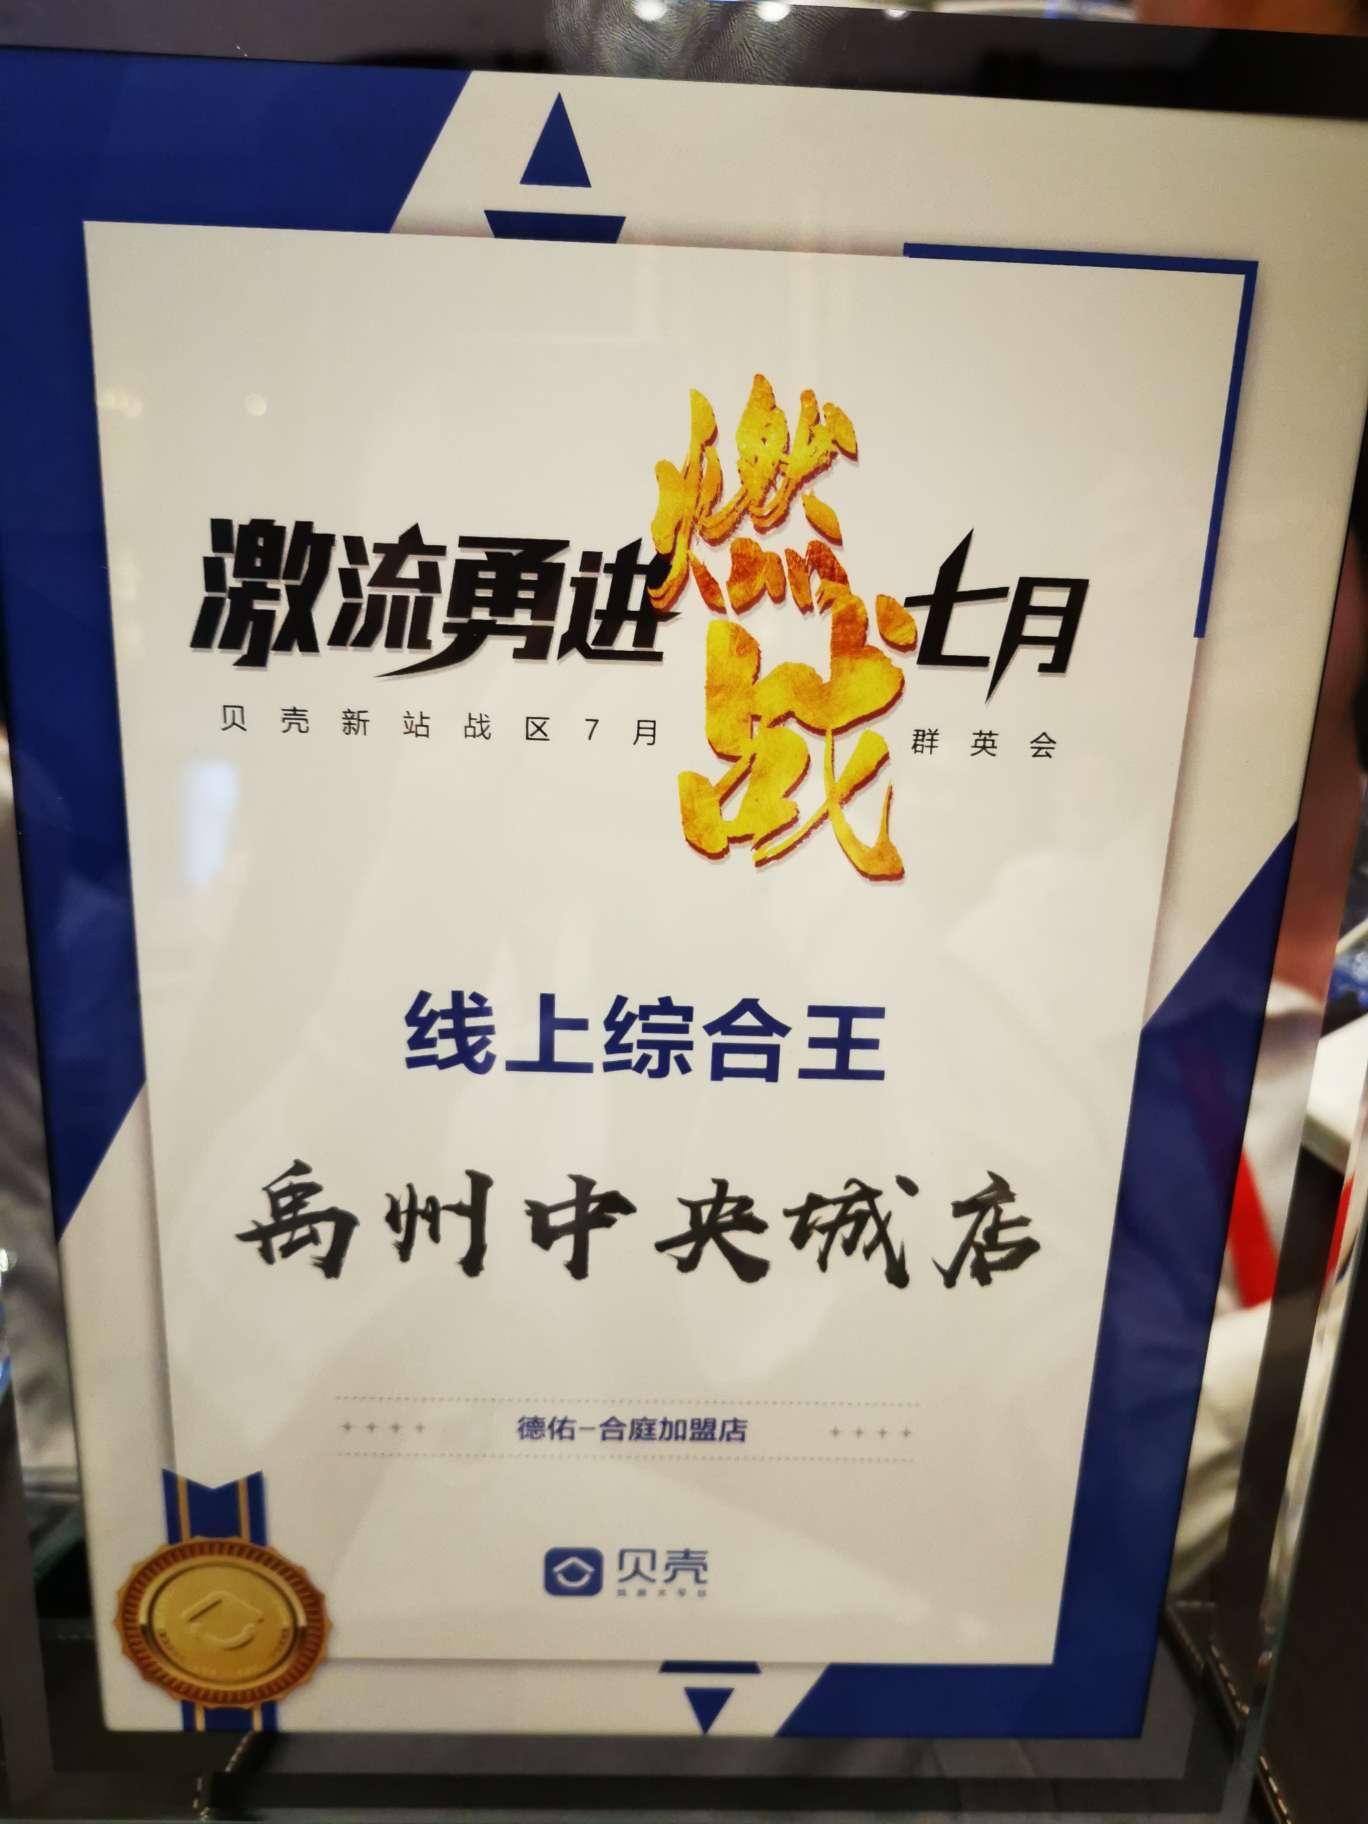 激流勇进燃战七月
贝壳新站战区7月群英会
线上综合王
禹州中央城店
德佑-合庭加盟店
贝壳